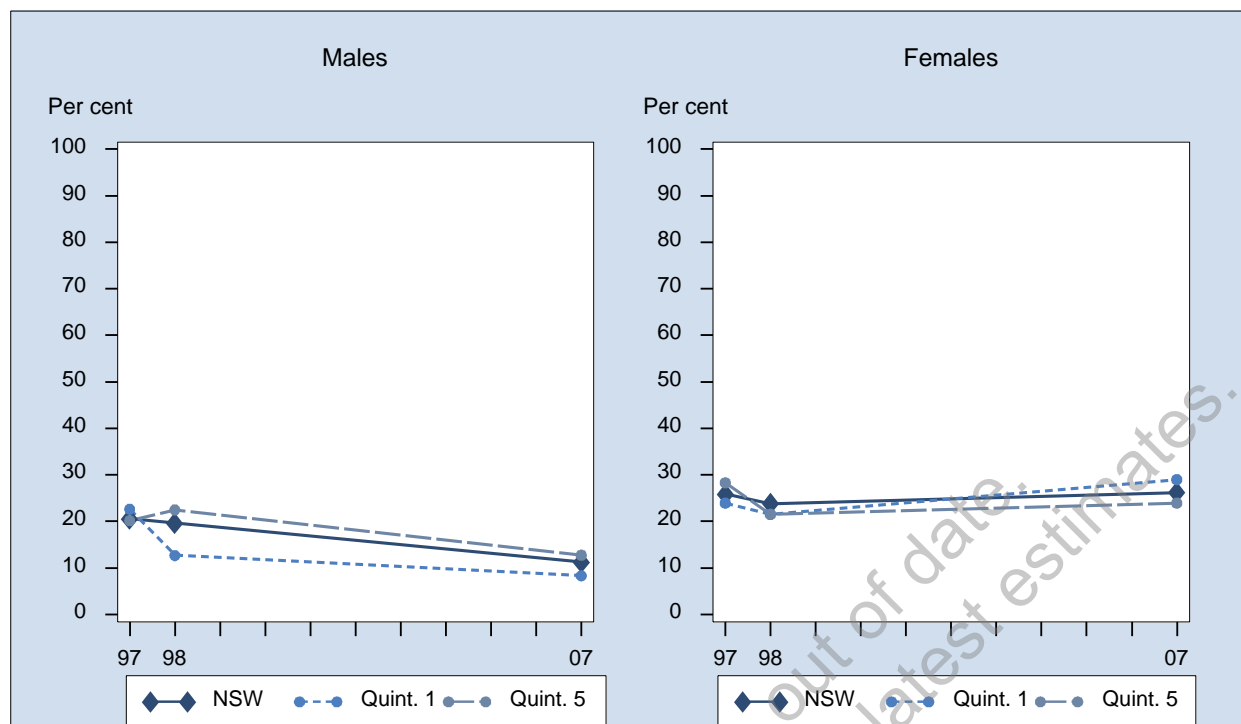 Males
Per cent
100
90
80
70
60
50
40
30
20
10
0
97 98 07
NSW Quint. 1 Quint. 5
Females
Per cent
100
90
80
70
60
50
40
30
20
10
0
97 98 07
NSW Quint. 1 Quint. 5
out of date.
latest estimates.